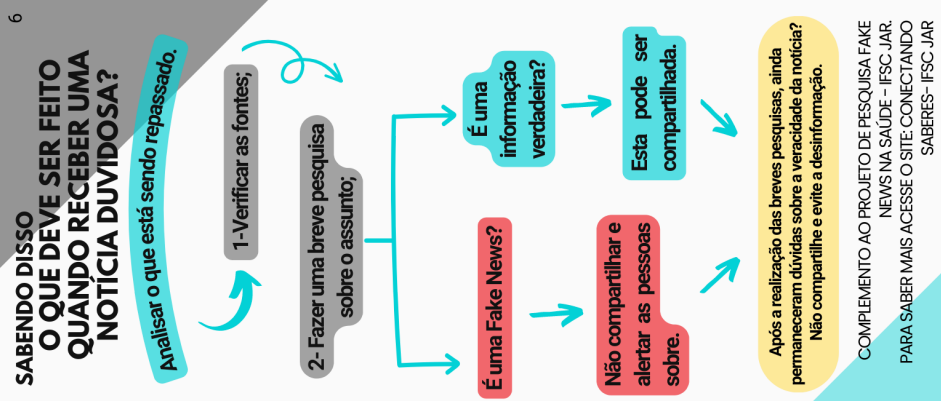 6
SABENDO DISSO
O QUE DEVE SER FEITO
QUANDO RECEBER UMA
NOTÍCIA DUVIDOSA?
Analisar o que está sendo repassado.
1-Verificar as fontes;
2- Fazer uma breve pesquisa
sobre o assunto;
É uma Fake News?
Não compartilhar e
alertar as pessoas
sobre.
É uma
informação
verdadeira?
Esta pode ser
compartilhada.
Após a realização das breves pesquisas, ainda
permaneceram dúvidas sobre a veracidade da notícia?
Não compartilhe e evite a desinformação.
COMPLEMENTO AO PROJETO DE PESQUISA FAKE
NEWS NA SAÚDE- IFSC JAR.
PARA SABER MAIS ACESSE O SITE: CONECTANDO
SABERES- IFSC JAR